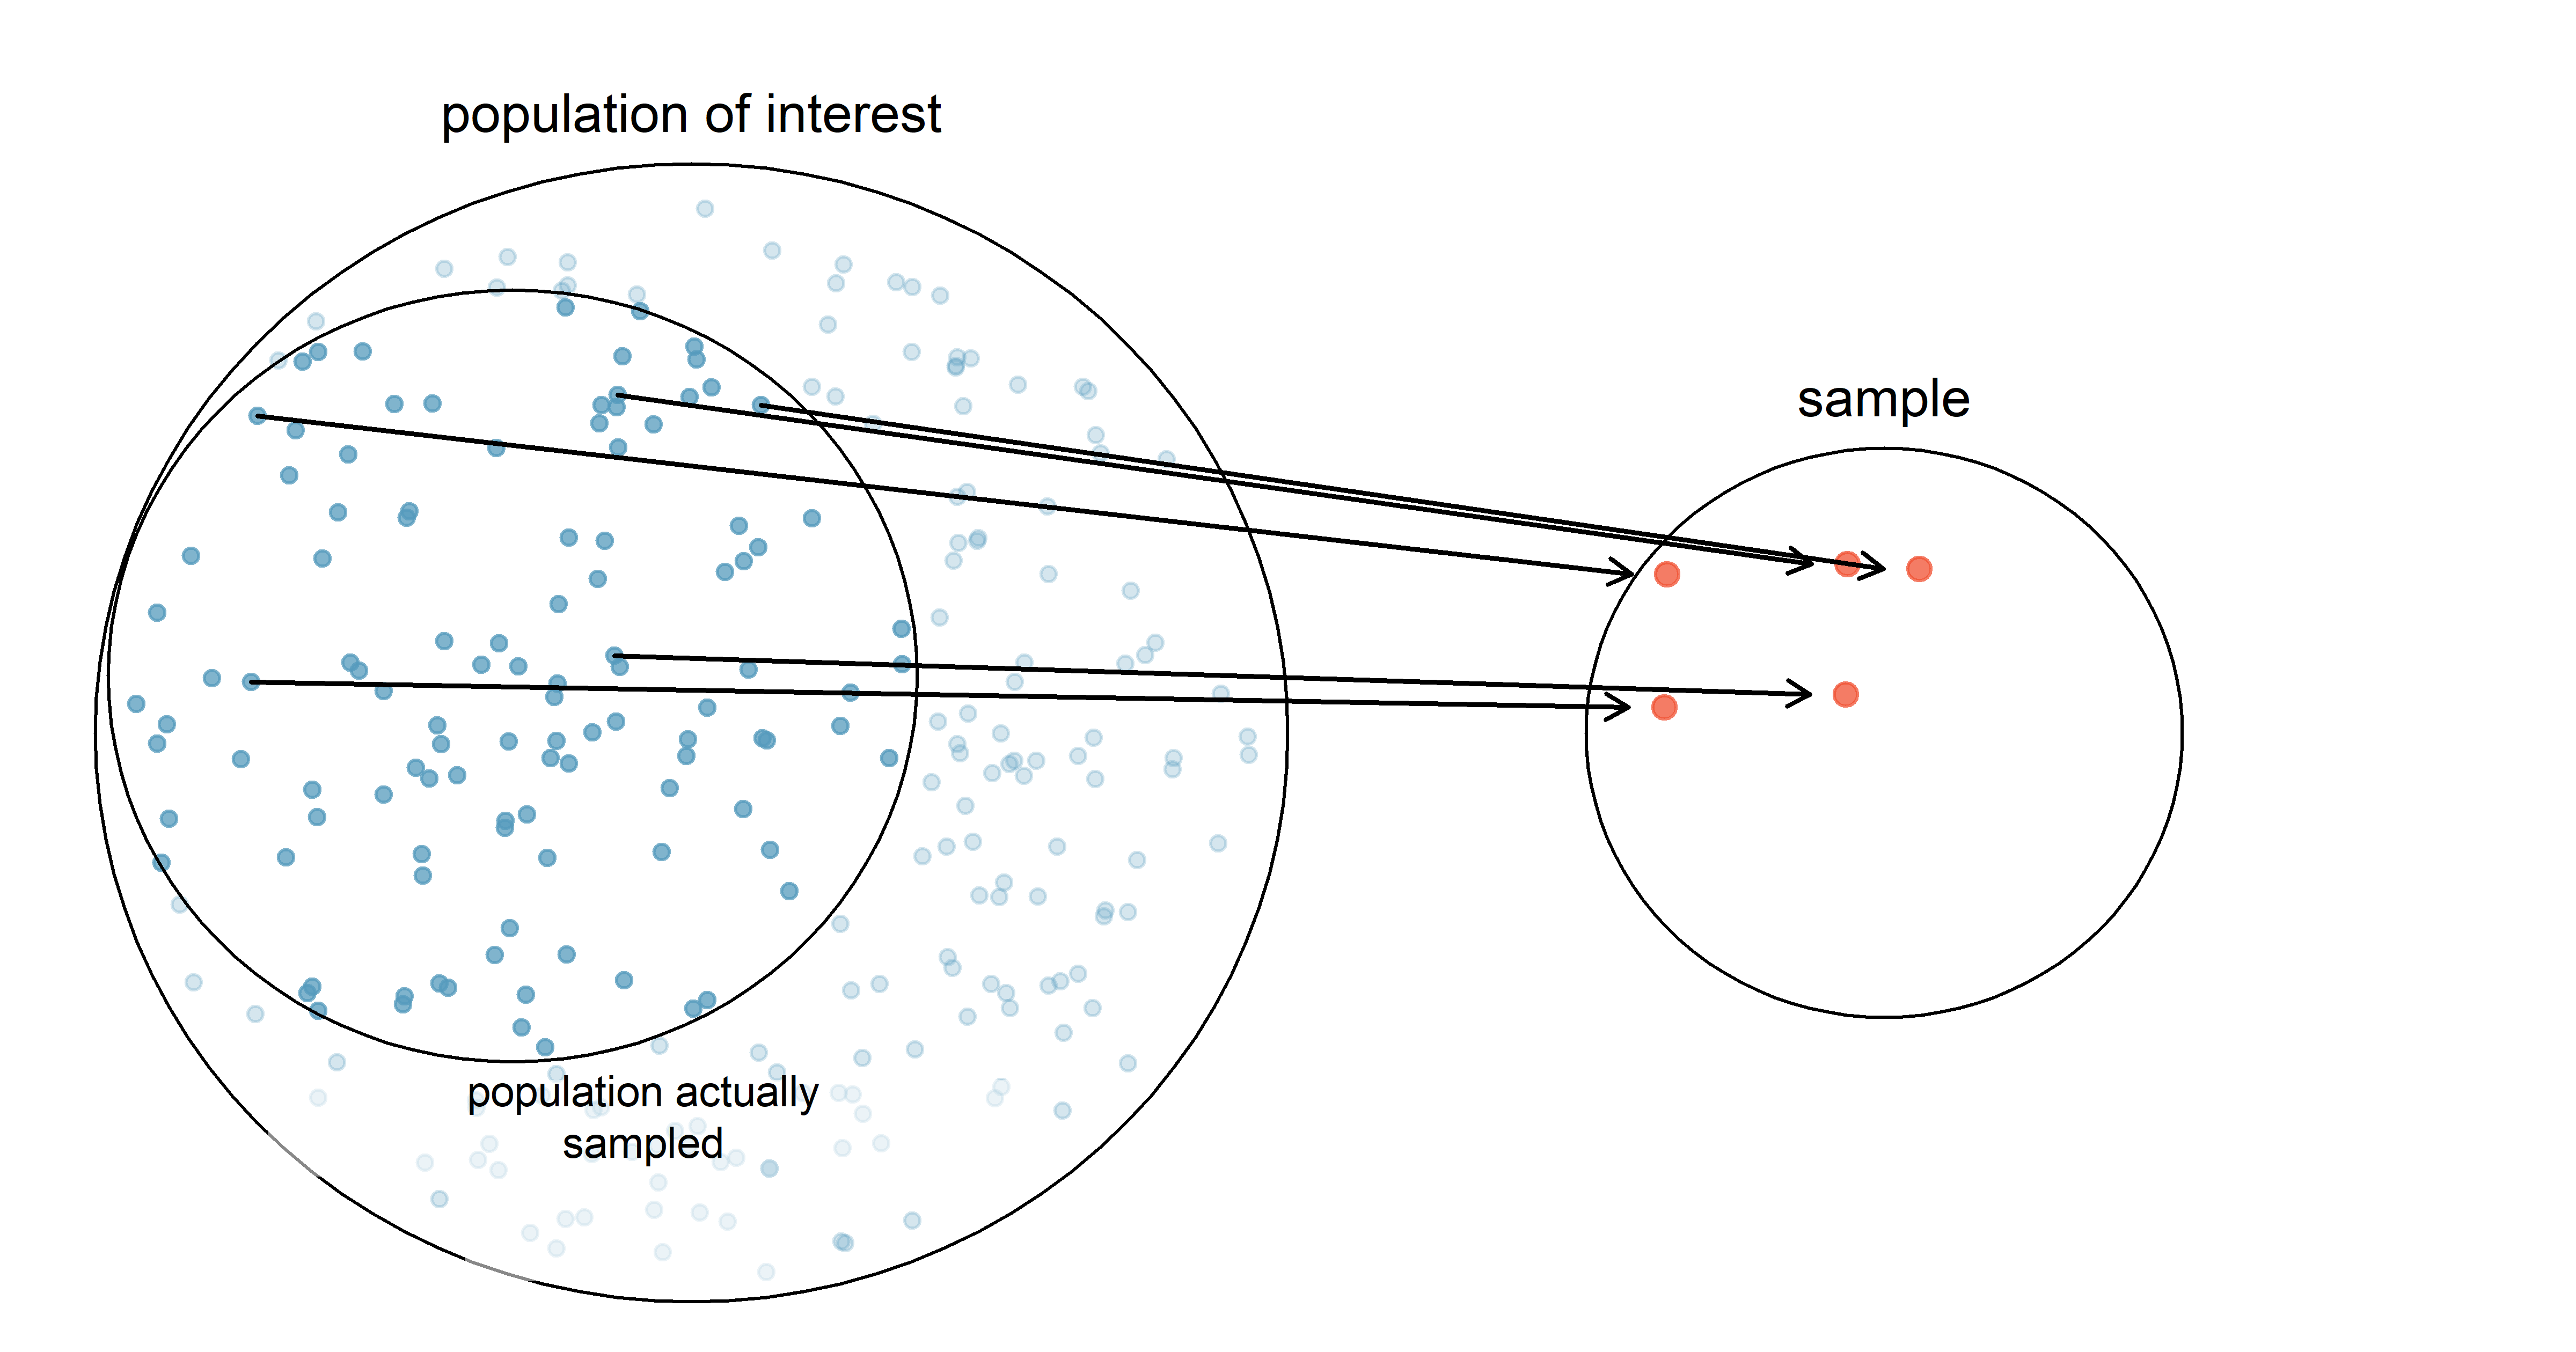 population of interest
sample
population actually
sampled